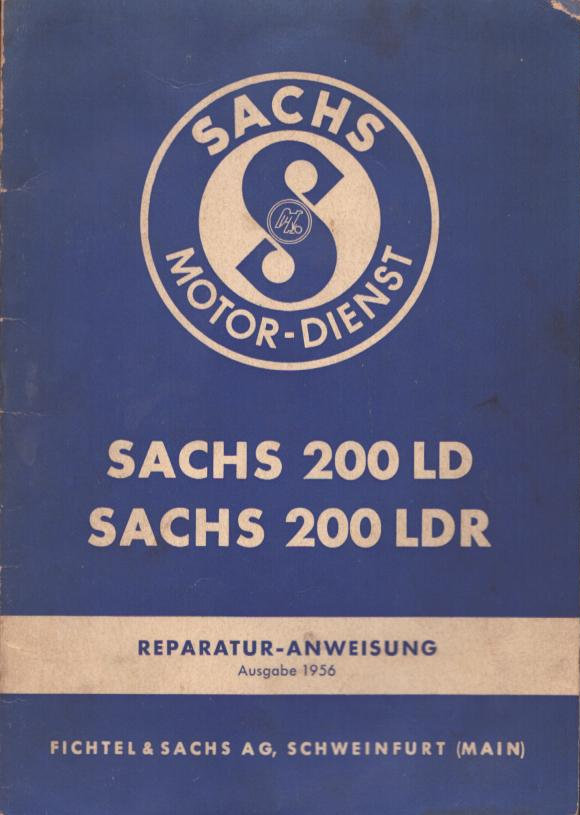 SACHS
MOTOR-DIENST
SACHS 200 LD
SACHS 200 LDR
REPARATUR-ANWEISUNG
Ausgabe 1956
FICHTEL & SACHS AG, SCHWEINFURT (MAIN)